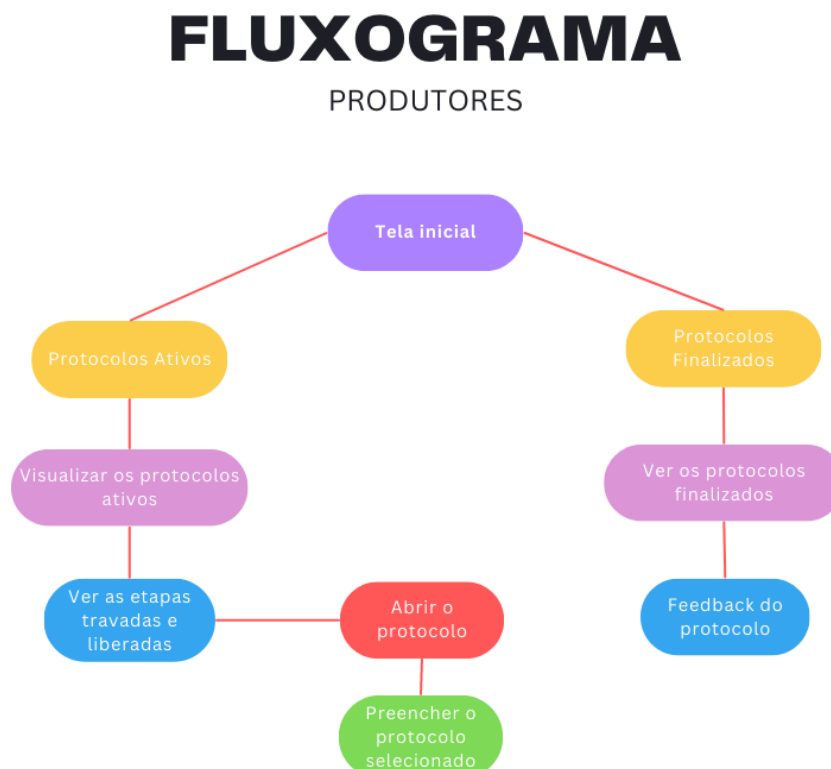 FLUXOGRAMA
PRODUTORES
Tela inicial
Protocolos Ativos
Protocolos
Finalizados
Visualizar os protocolos
ativos
Ver os protocolos
finalizados
Ver as etapas
travadas e
liberadas
Abrir o
protocolo
Feedback do
protocolo
Preencher o
protocolo
selecionado